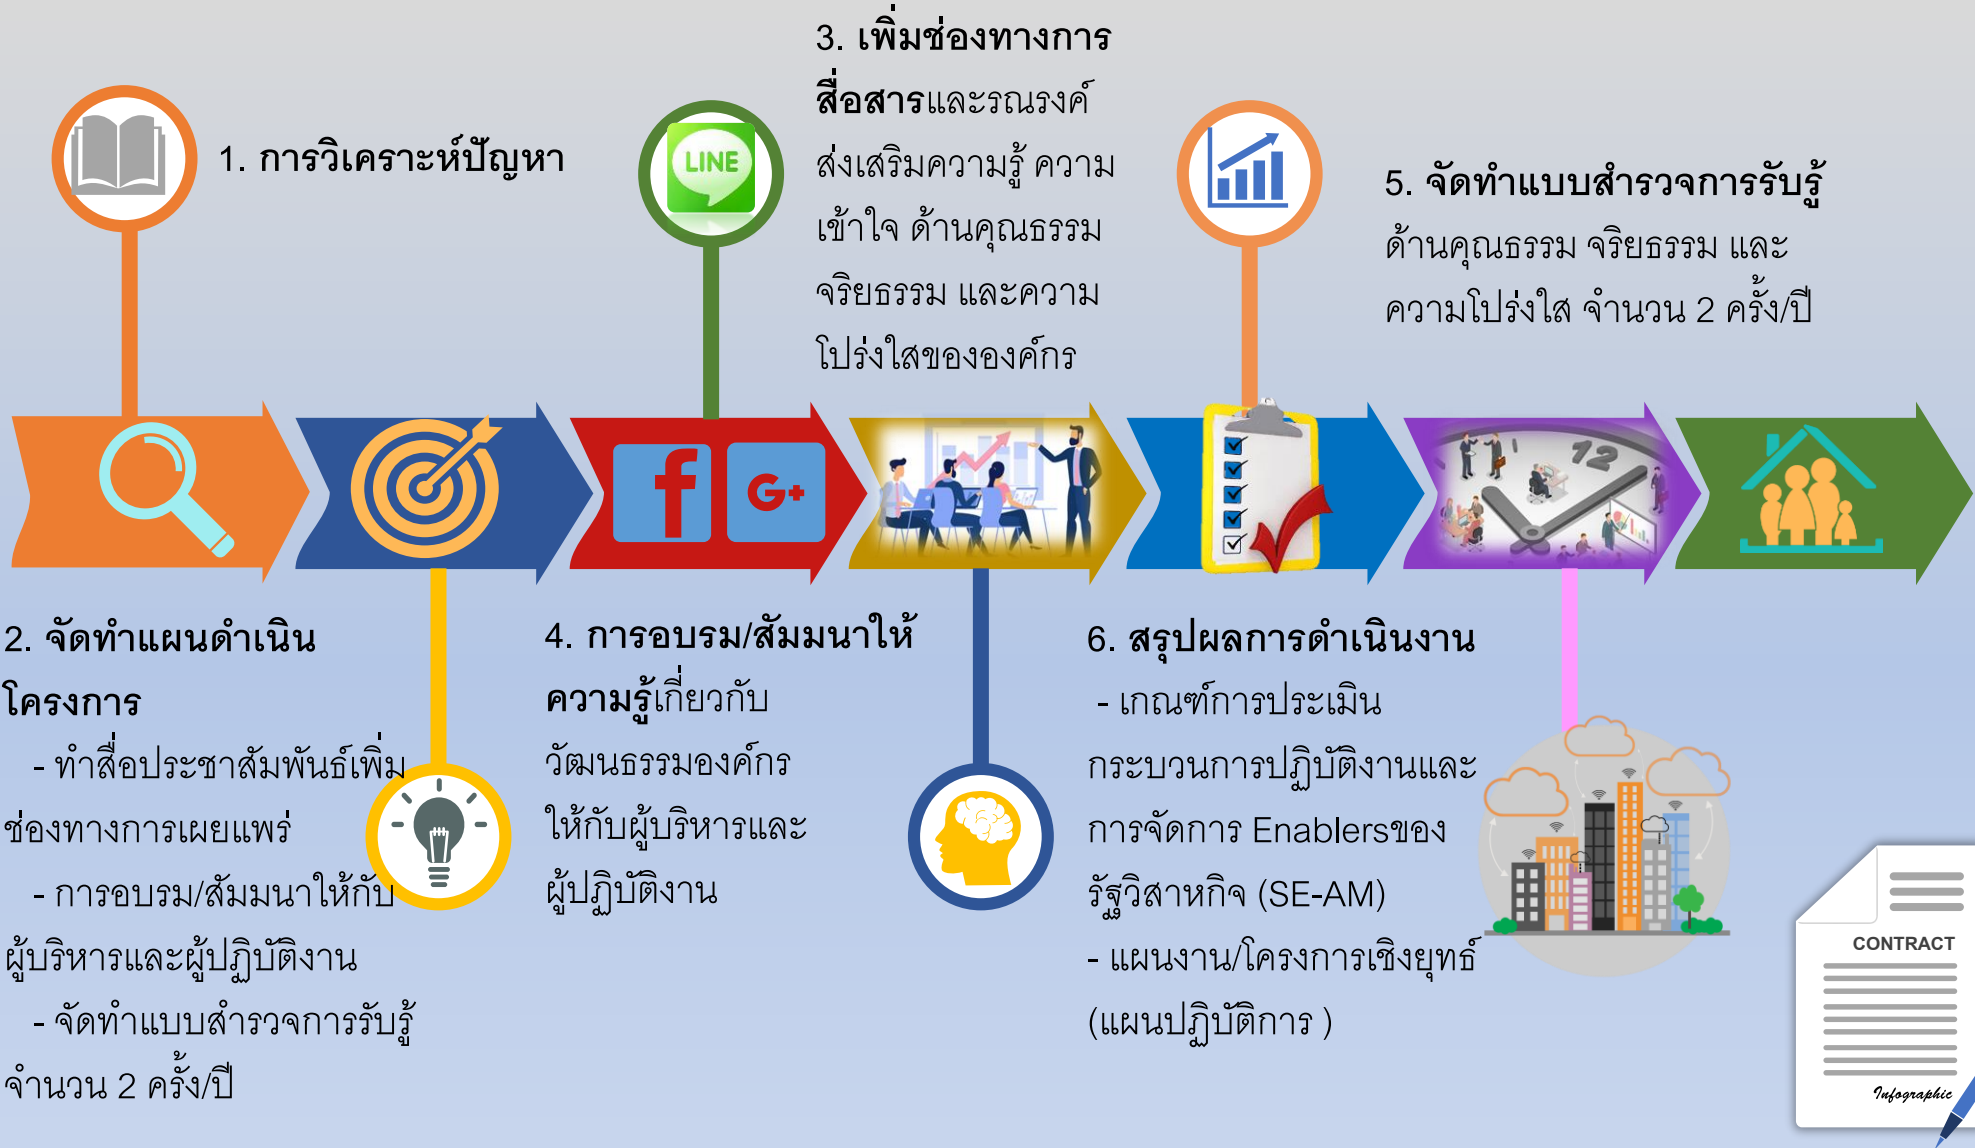 1. การวิเคราะห์ปัญหา
2. จัดทำแผนดำเนิน
โครงการ
- ทำสื่อประชาสัมพันธ์เพิ่ม
ช่องทางการเผยแพร่
- การอบรม/สัมมนาให้กับ
ผู้บริหารและผู้ปฏิบัติงาน
- จัดทำแบบสำรวจการรับรู้
จำนวน 2 ครั้ง/ปี
LINE
3. เพิ่มช่องทางการ
สื่อสารและรณรงค์
ส่งเสริมความรู้ ความ
เข้าใจ ด้านคุณธรรม
จริยธรรม และความ
โปร่งใสขององค์กร
f
G+
4. การอบรม/สัมมนาให้
ความรู้เกี่ยวกับ
วัฒนธรรมองค์กร
ให้กับผู้บริหารและ
ผู้ปฏิบัติงาน
5. จัดทำแบบสำรวจการรับรู้
ด้านคุณธรรม จริยธรรม และ
ความโปร่งใส จำนวน 2 ครั้ง/ปี
12
6. สรุปผลการดำเนินงาน
- เกณฑ์การประเมิน
กระบวนการปฏิบัติงานและ
การจัดการ Enablersของ
รัฐวิสาหกิจ (SE-AM)
- แผนงาน/โครงการเชิงยุทธ์
(แผนปฏิบัติการ )
CONTRACT
Infographic